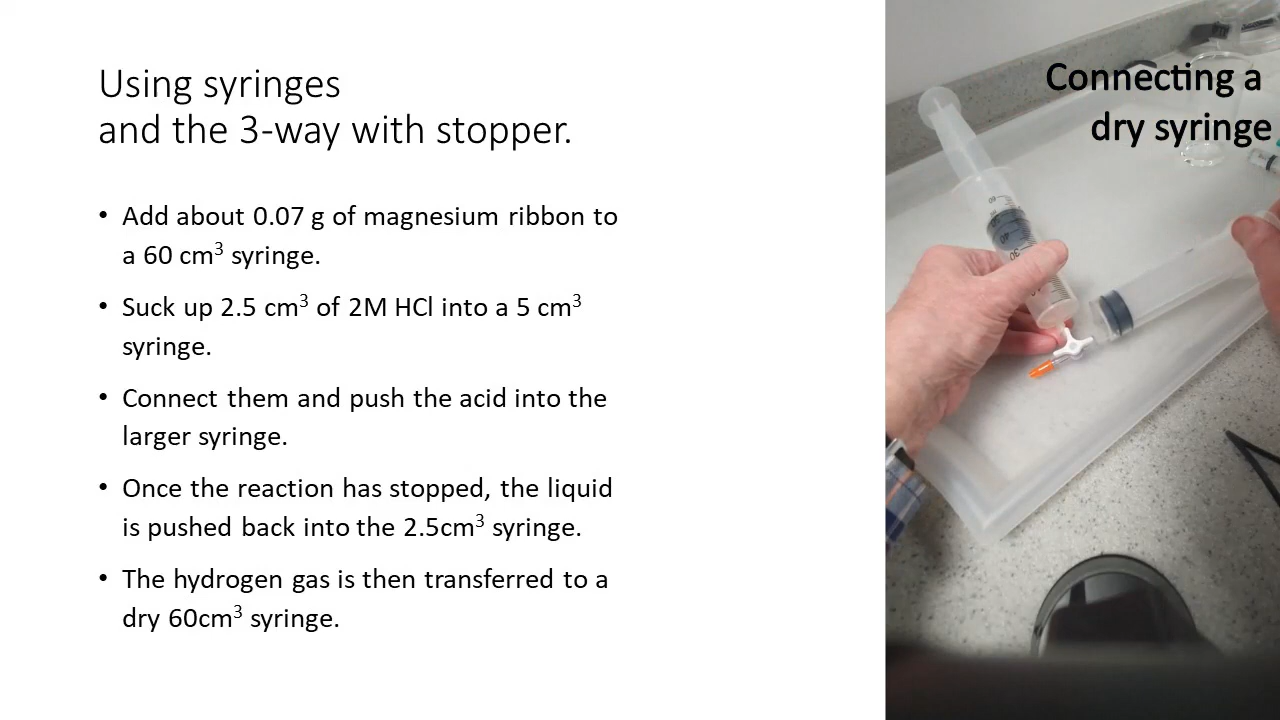 Using syringes
and the 3-way with stopper.
• Add about 0.07 g of magnesium ribbon to
a 60 cm³ syringe.
• Suck up 2.5 cm³ of 2M HCl into a 5 cm³
syringe.
• Connect them and push the acid into the
larger syringe.
• Once the reaction has stopped, the liquid
is pushed back into the 2.5cm³ syringe.
• The hydrogen gas is then transferred to a
dry 60cm³ syringe.
Connecting a
dry syringe